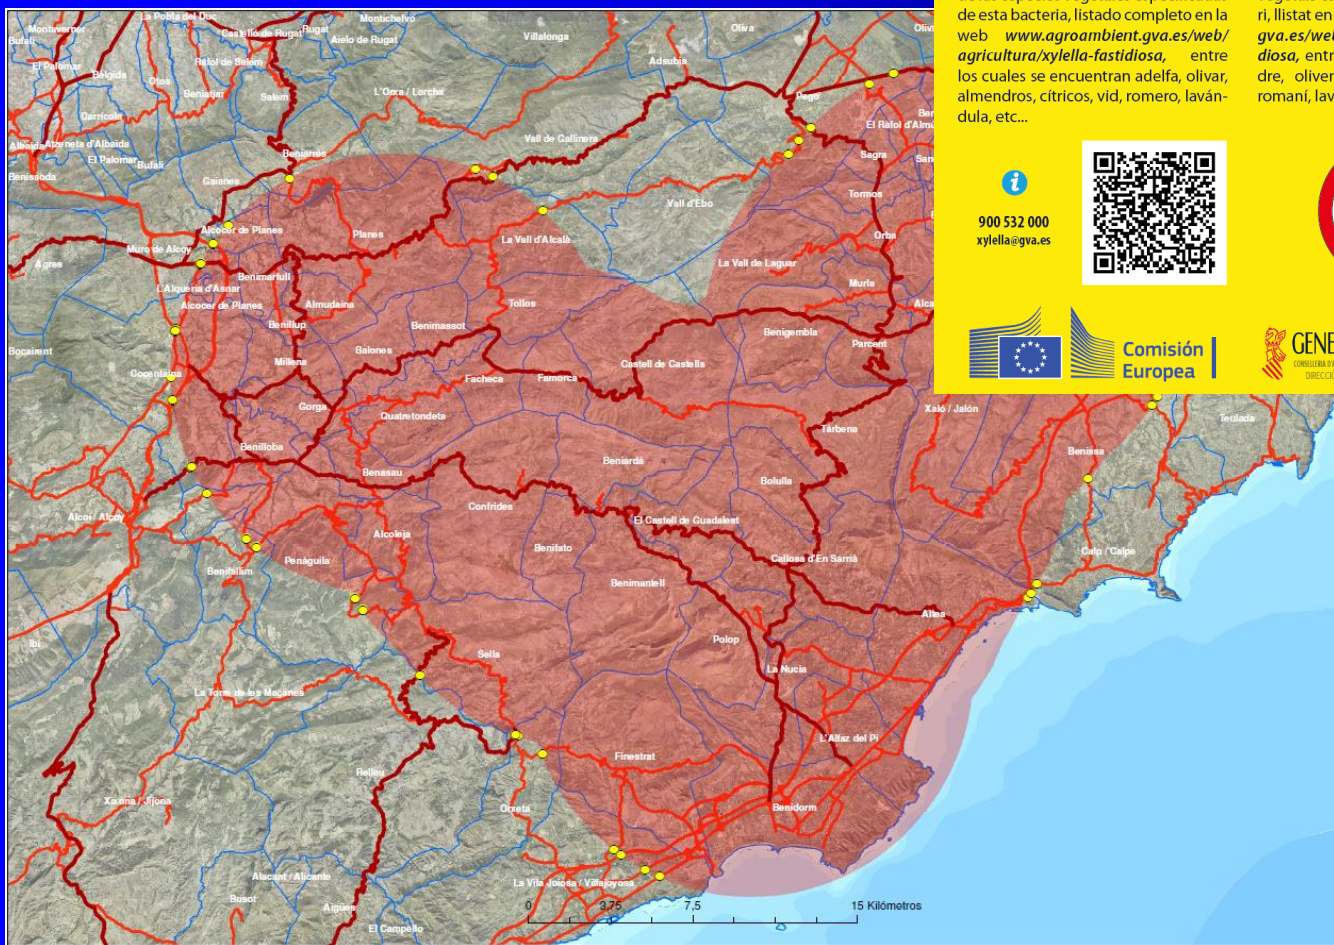 Montaverner
La Pobla del Duc
Castelló de Rugat
Rugat
Montichelvo
Aielo de Rugat
Villalonga
Oliva
Bufali
El Palomar
Bèlgida
Otos
Ràfol de Salem
Beniatjar
Salem
Adsubia
L'Orxa / Lorcha
Pego
Carrícola
Albaida
Atzeneta d'Albaida
El Palomar
Bufali
Benissoda
Beniarrés
Gaianes
Vall de Gallinera
El Ràfol d'Almú
Sagra
Tormos
Vall d'Ebo
Orba
Alcocer de Planes
Planes
La Vall d'Alcalà
La Vall de Laguar
Muro de Alcoy
Agres
Benimarfull
L'Alqueria d'Asnar
Alcocer de Planes
Almudaina
Tollos
Murla
Benillup
Benimassot
Benigembla
Parcent
Bocairent
Millena
Balones
Castell de Castells
Cocentaina
Facheca
Famorca
Gorga
Quatretondeta
Xaló / Jalón
Teulada
Tàrbena
Benilloba
Benissa
Benasau
Beniardà
Bolulla
Confrides
Alcoi / Alcoy
El Castell de Guadalest
Alcoleja
Benifato
Callosa d'En Sarrià
Calp / Calpe
Penàguila
Benifallim
Benimantell
Altea
Ibi
Polop
Sella
La Nucia
La Torre de les Maçanes
L'Alfaz del Pi
Finestrat
Relleu
Xixona / Jijona
Orxeta
Benidorm
Alacant / Alicante
La Vila Joiosa / Villajoyosa
Busot
Aigües
El Campello
0 3,75 7,5 15 Kilómetros
de esta bacteria, listado completo en la
web www.agroambient.gva.es/web/
agricultura/xylella-fastidiosa, entre
los cuales se encuentran adelfa, olivar,
almendros, cítricos, vid, romero, laván-
dula, etc...
ri, llistat en
gva.es/web
diosa, entr
dre, oliver
romaní, lav
900 532 000
xylella@gva.es
Comisión
Europea
GENE
DIRECCIÓ